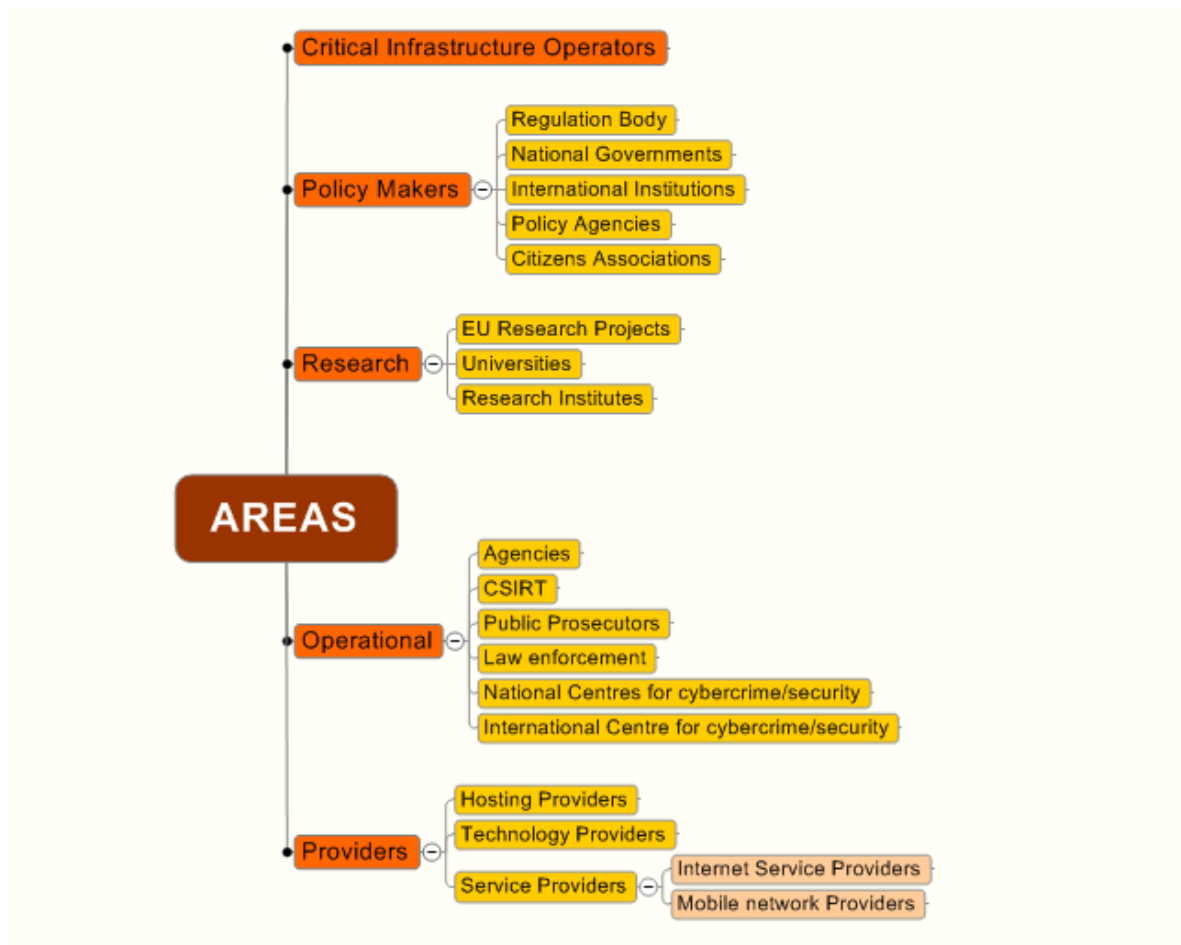 Critical Infrastructure Operators
Policy Makers
Regulation Body
National Governments
International Institutions
Policy Agencies
Citizens Associations
Research
EU Research Projects
Universities
Research Institutes
AREAS
Operational
Agencies
CSIRT
Public Prosecutors
Law enforcement
National Centres for cybercrime/security
International Centre for cybercrime/security
Providers
Hosting Providers
Technology Providers
Service Providers
Internet Service Providers
Mobile network Providers